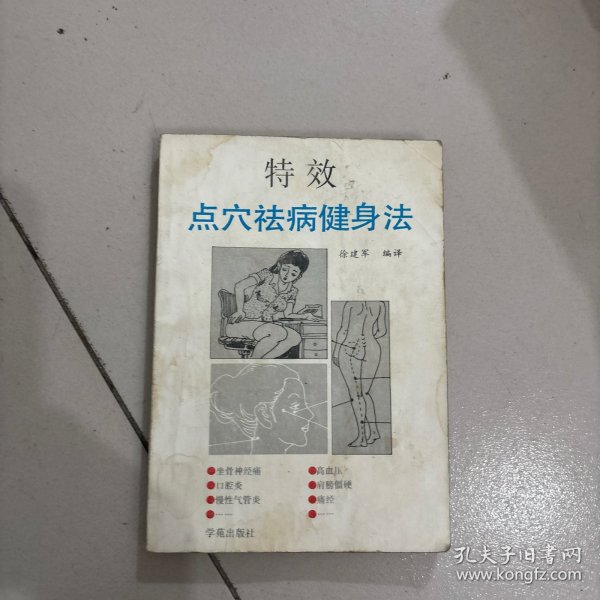 特效
点穴祛病健身法
徐建军 编译
坐骨神经痛
高血压
口腔炎
肩膀僵硬
慢性气管炎
痛经
学苑出版社
孔夫子旧书网
www.kongfz.com